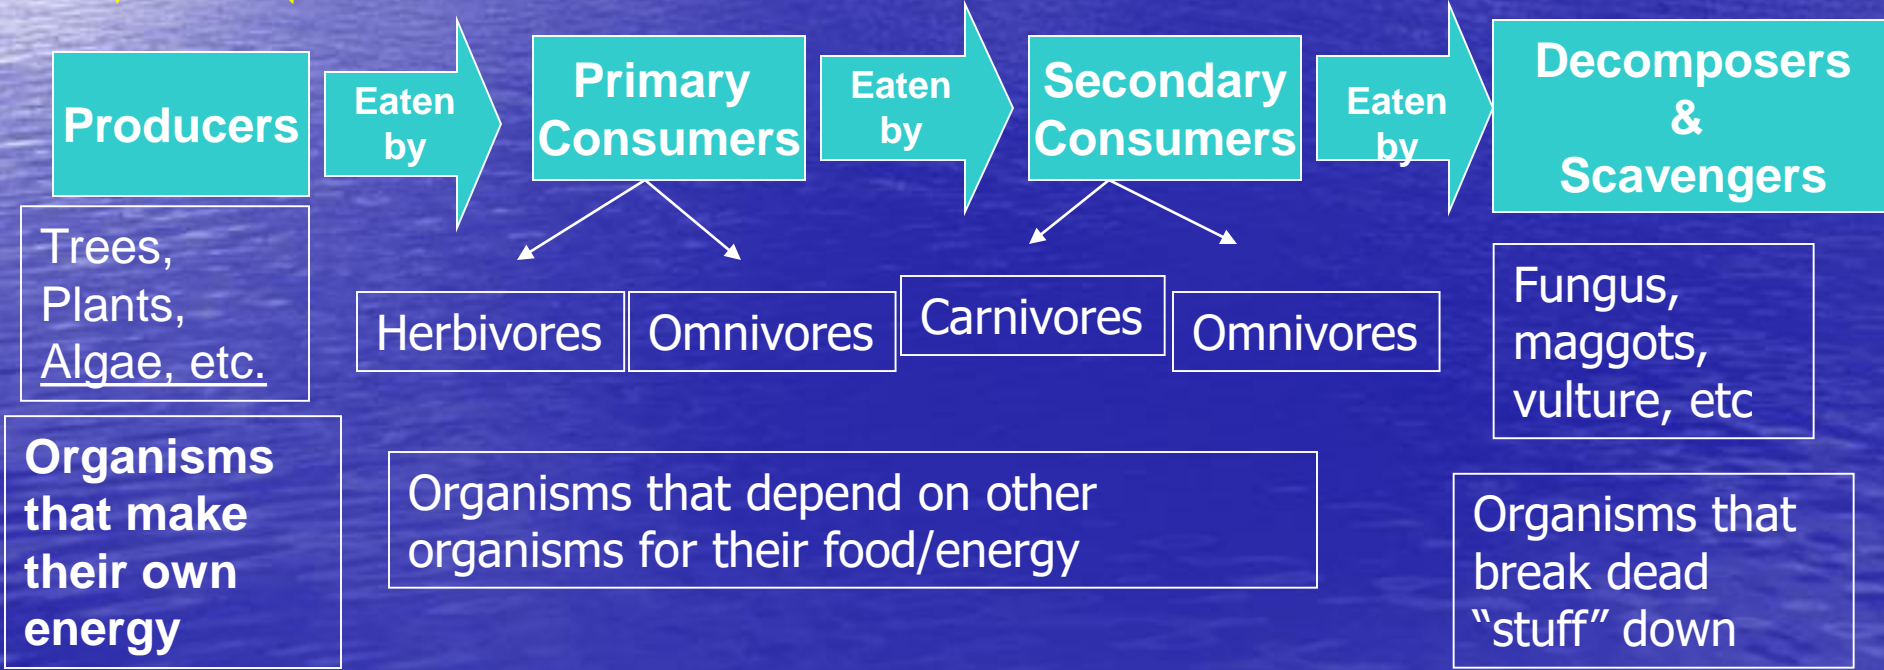 Producers
Eaten
by
Primary
Consumers
Eaten
by
Secondary
Consumers
Eaten
by
Decomposers
&
Scavengers
Trees,
Plants,
Algae, etc.
Herbivores
Omnivores
Carnivores
Omnivores
Fungus,
maggots,
vulture, etc
Organisms
that make
their own
energy
Organisms that depend on other
organisms for their food/energy
Organisms that
break dead
“stuff” down